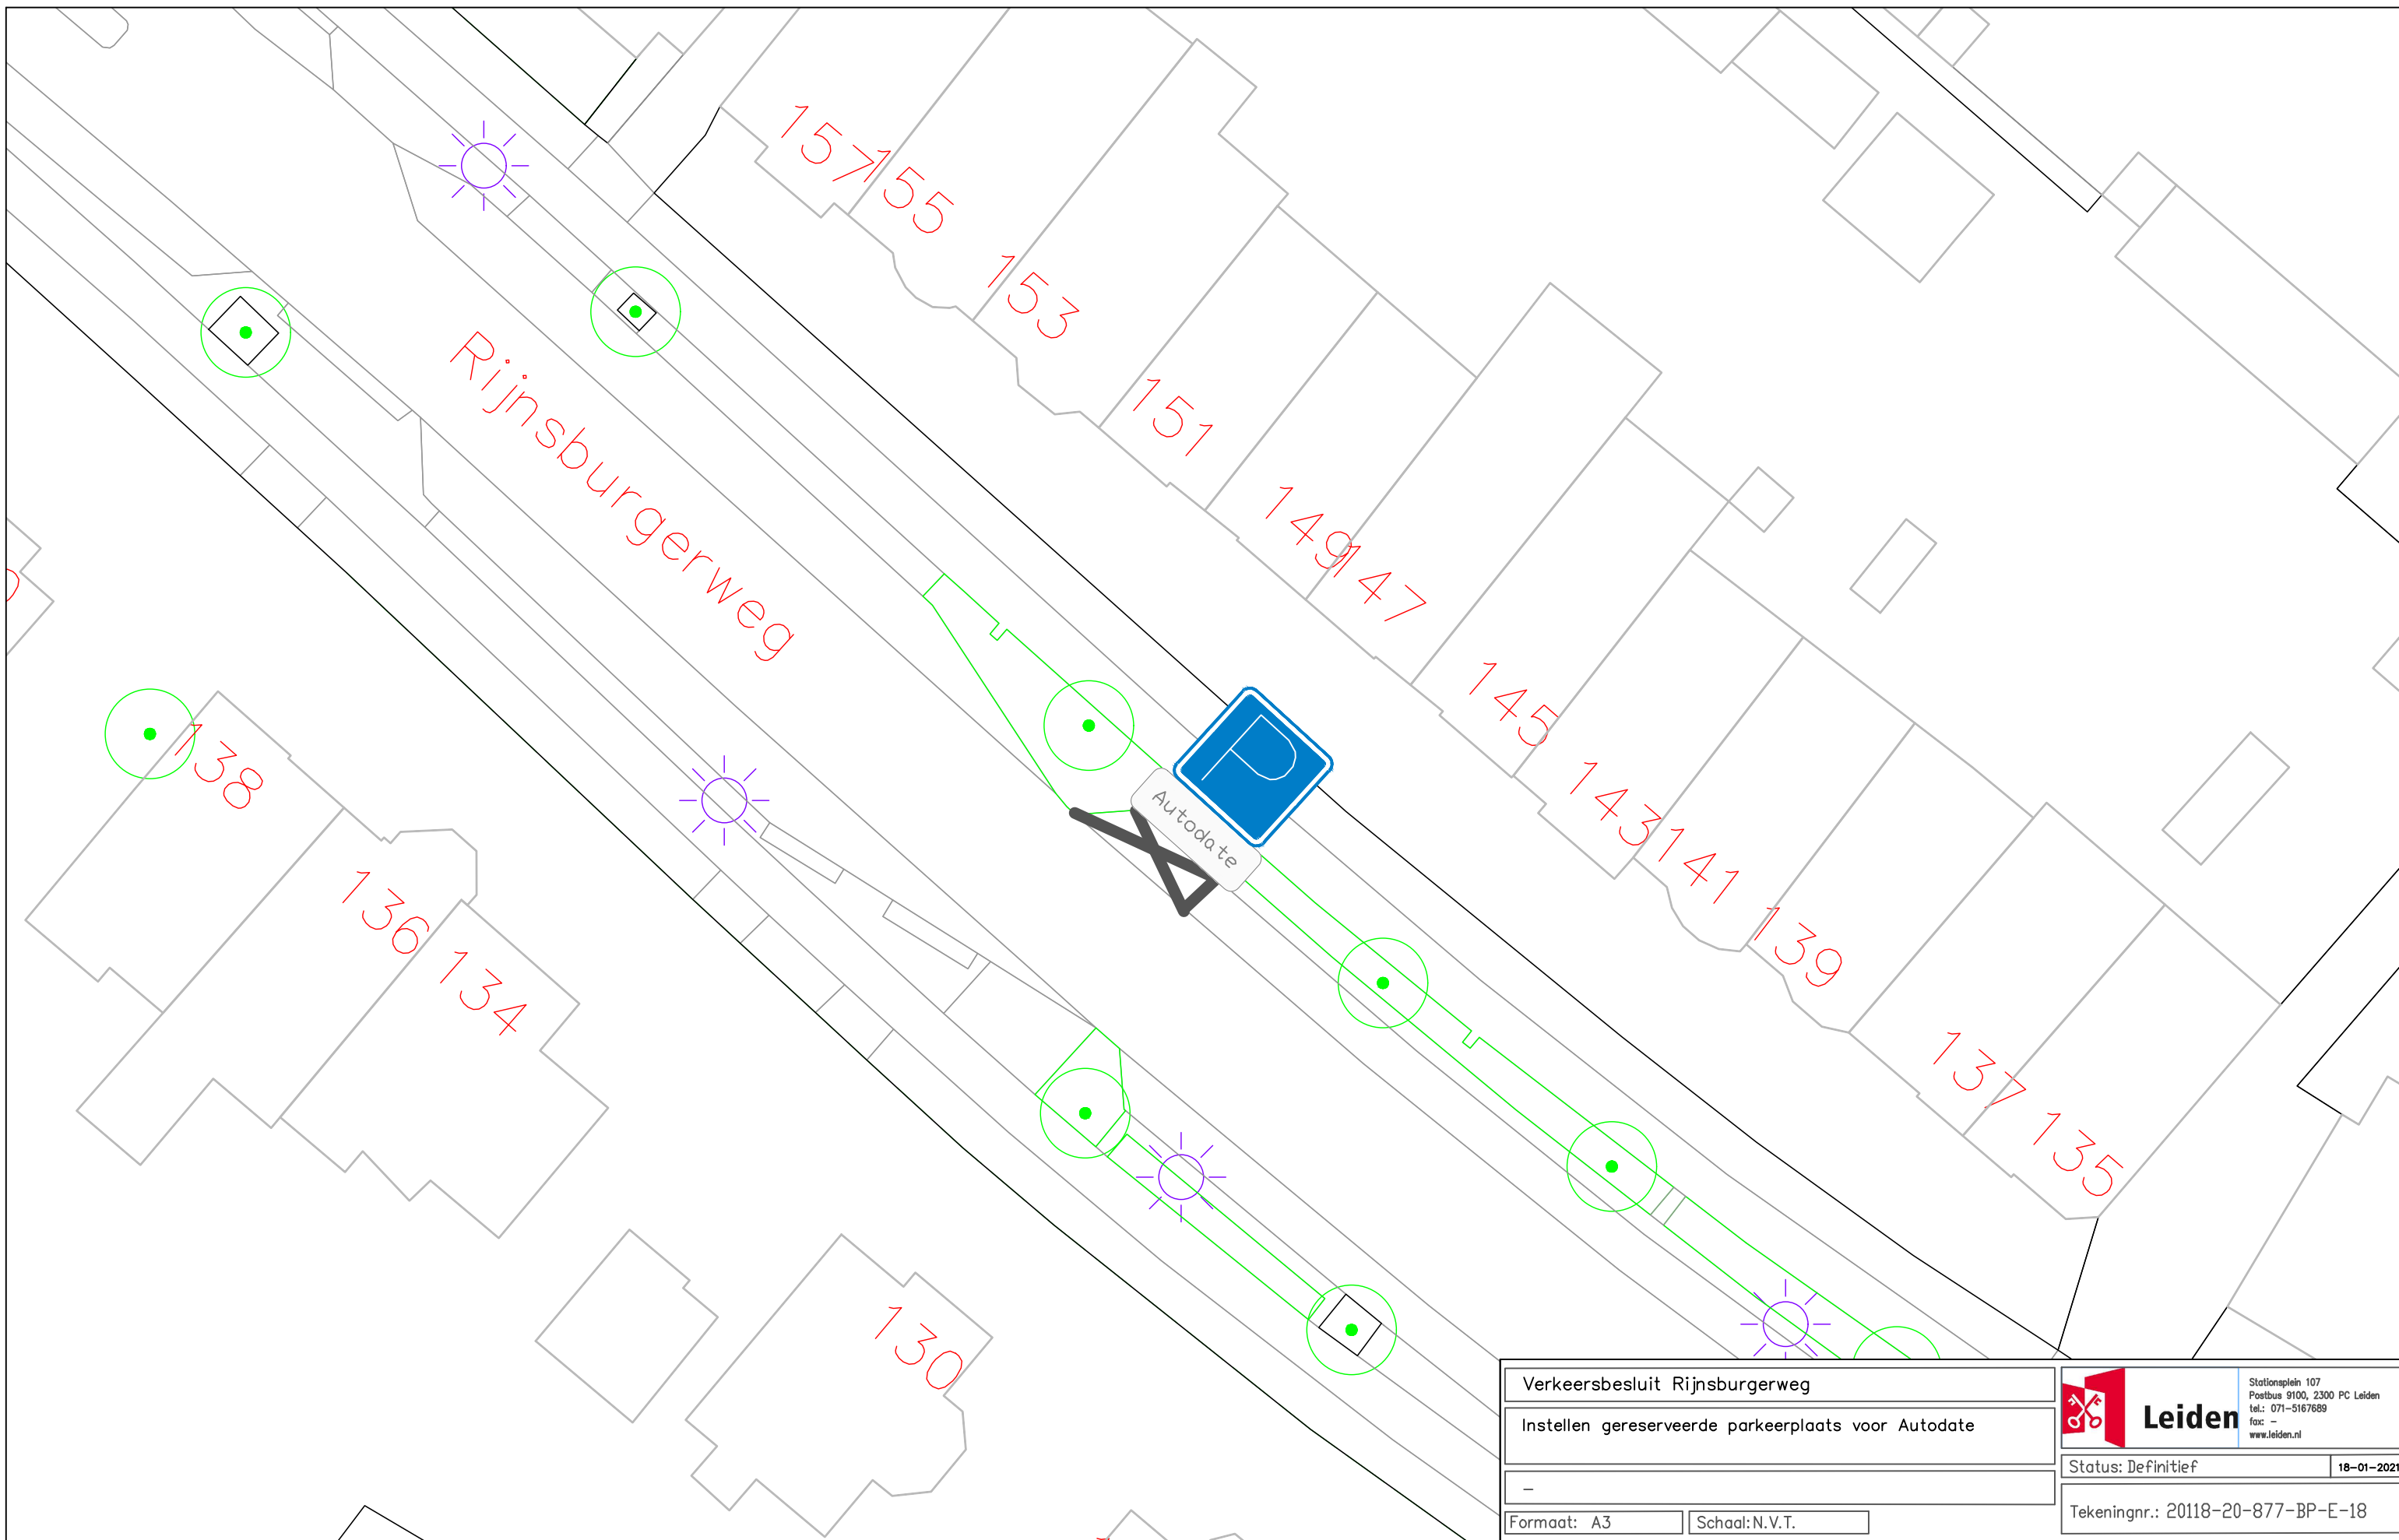 157
155
153
151
149
147
145
143
141
139
137
135
Rijnsburgerweg
P
Autodate
138
136
134
130
Verkeersbesluit Rijnsburgerweg
Instellen gereserveerde parkeerplaats voor Autodate
–
Formaat: A3
Schaal: N.V.T.
Leiden
Stationsplein 107
Postbus 9100, 2300 PC Leiden
tel.: 071-5167689
fax: –
www.leiden.nl
Status: Definitief
18-01-2021
Tekeningnr.: 20118-20-877-BP-E-18